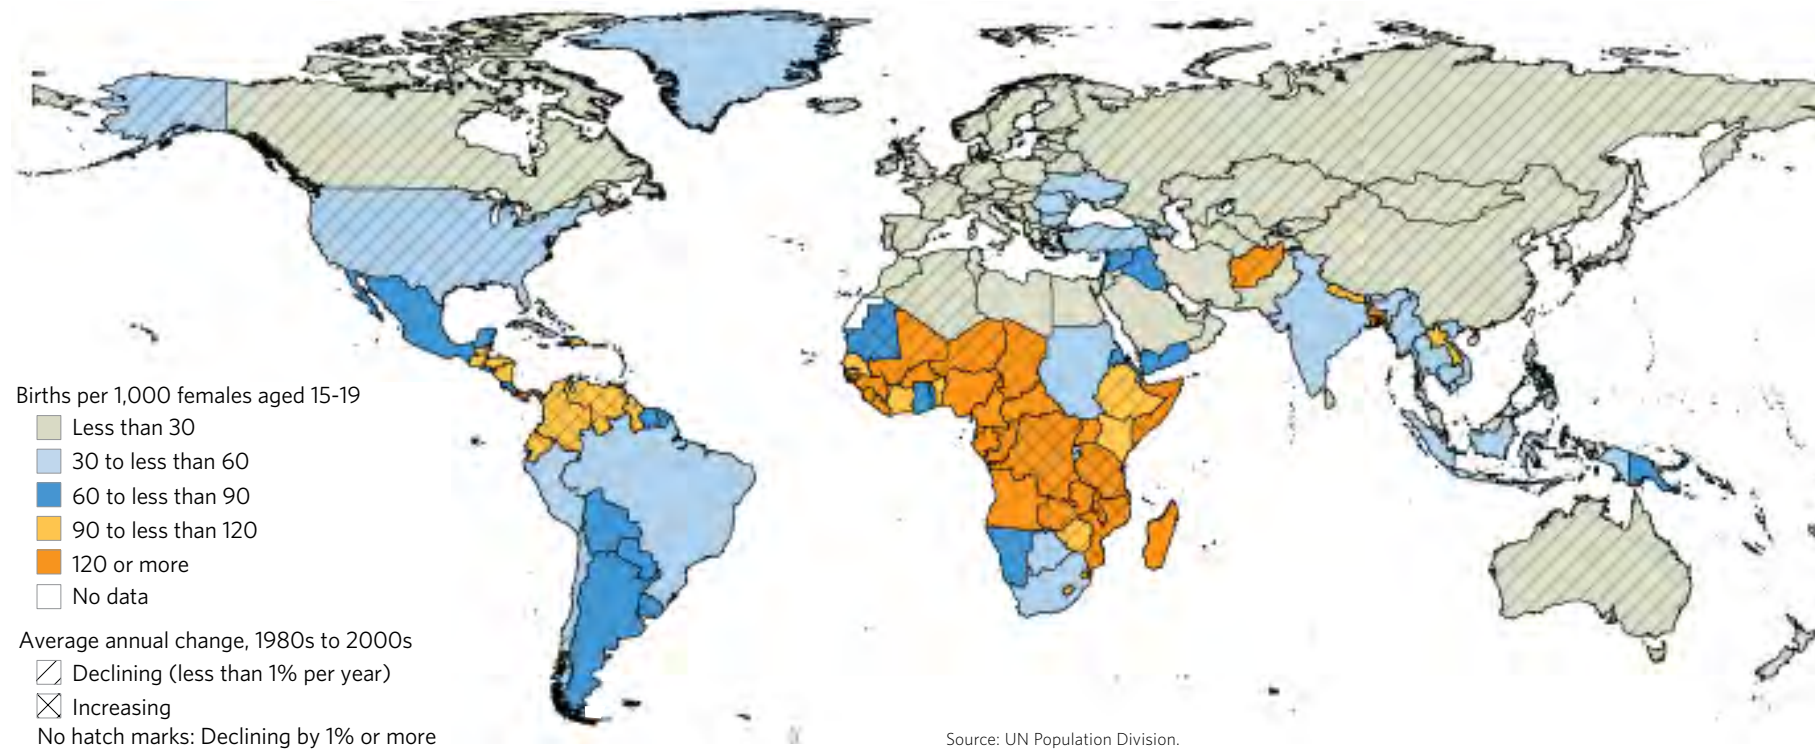 Births per 1,000 females aged 15-19
Less than 30
30 to less than 60
60 to less than 90
90 to less than 120
120 or more
No data
Average annual change, 1980s to 2000s
Declining (less than 1% per year)
Increasing
No hatch marks: Declining by 1% or more
Source: UN Population Division.